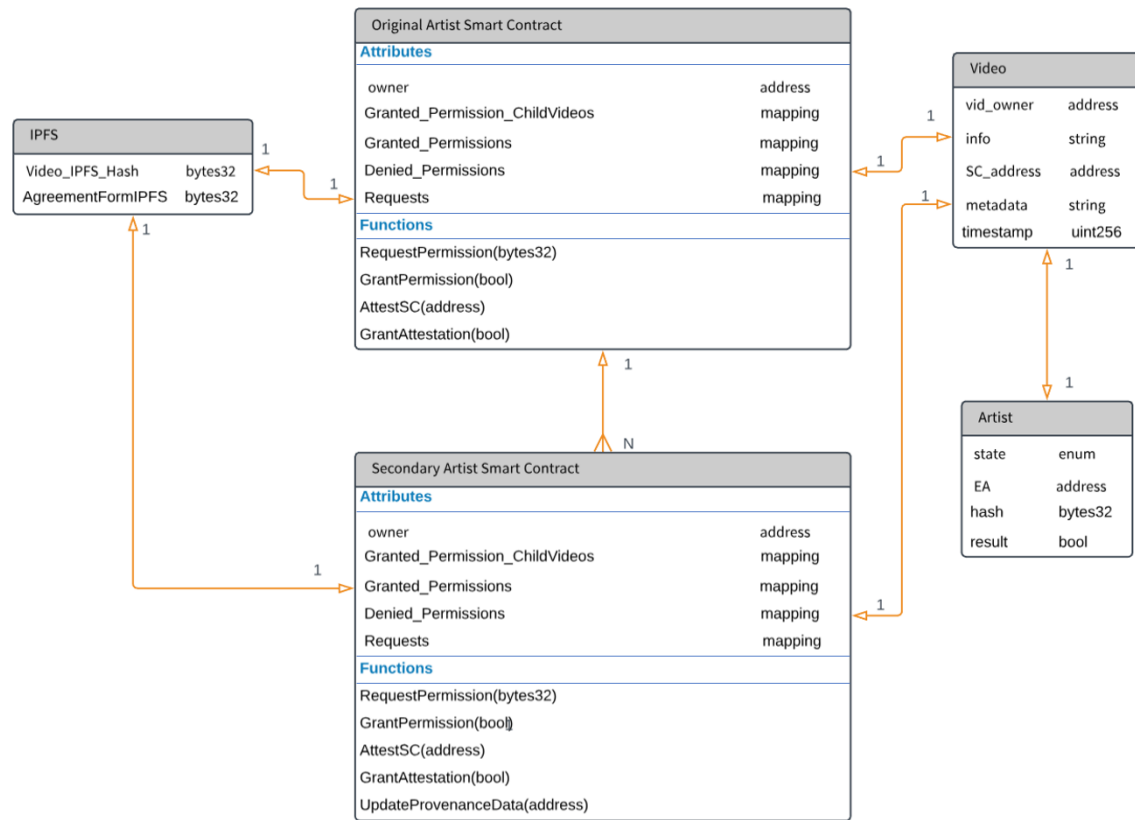 Original Artist Smart Contract
Attributes
owner address
Granted_Permission_ChildVideos mapping
Granted_Permissions mapping
Denied_Permissions mapping
Requests mapping
Functions
RequestPermission(bytes32)
GrantPermission(bool)
AttestSC(address)
GrantAttestation(bool)
IPFS
Video_IPFS_Hash bytes32
AgreementFormIPFS bytes32
Video
vid_owner address
info string
SC_address address
metadata string
timestamp uint256
Artist
state enum
EA address
hash bytes32
result bool
Secondary Artist Smart Contract
Attributes
owner address
Granted_Permission_ChildVideos mapping
Granted_Permissions mapping
Denied_Permissions mapping
Requests mapping
Functions
RequestPermission(bytes32)
GrantPermission(bool)
AttestSC(address)
GrantAttestation(bool)
UpdateProvenanceData(address)
1
1
1
1
1
1
1
1
1
1
1
N